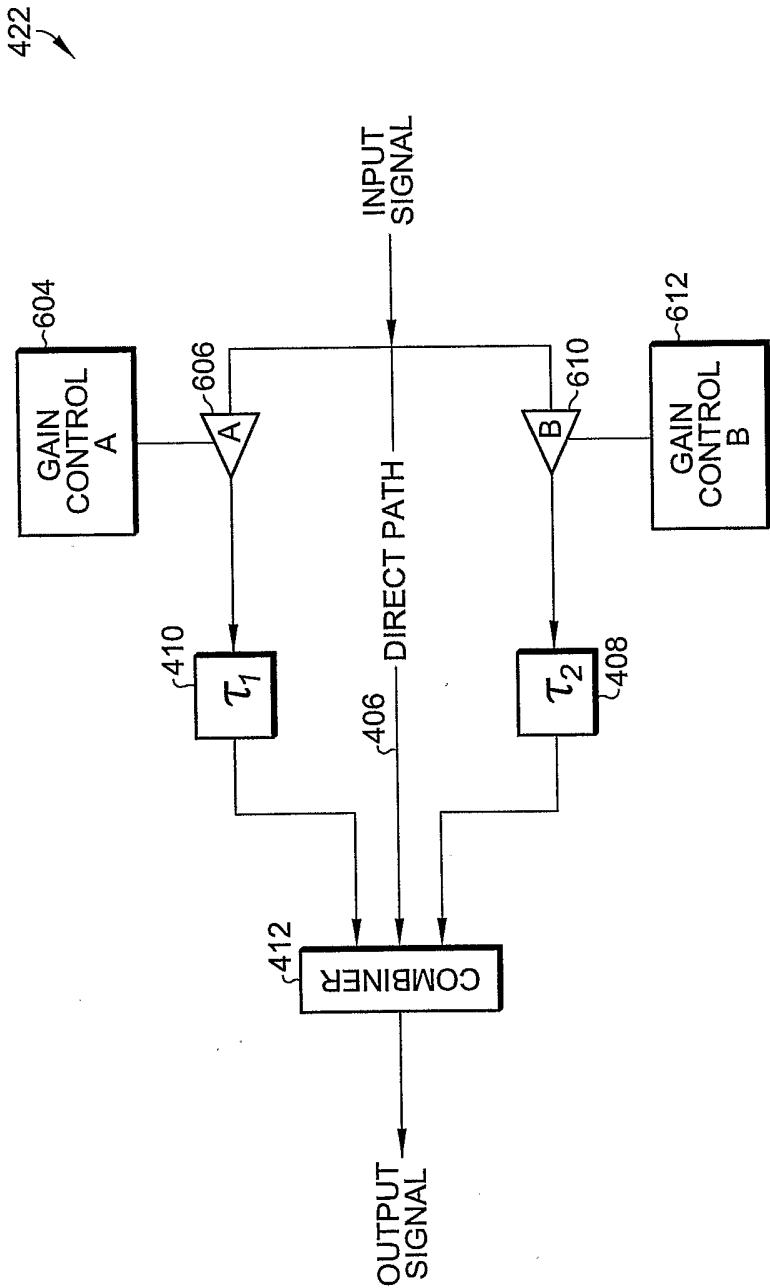 422
604
GAIN
CONTROL
A
606
A
INPUT
SIGNAL
410
τ1
DIRECT PATH
406
412
COMBINER
OUTPUT
SIGNAL
610
B
408
τ2
612
GAIN
CONTROL
B